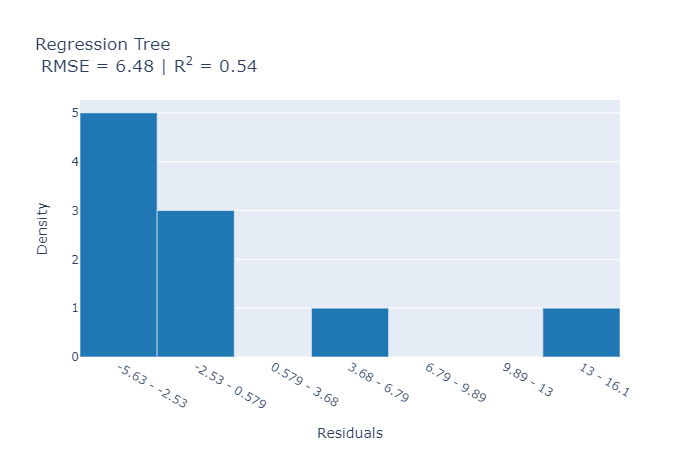 Regression Tree
RMSE = 6.48 | R² = 0.54
5
4
3
2
1
0
Density
-5.63 - -2.53
-2.53 - 0.579
0.579 - 3.68
3.68 - 6.79
6.79 - 9.89
9.89 - 13
13 - 16.1
Residuals